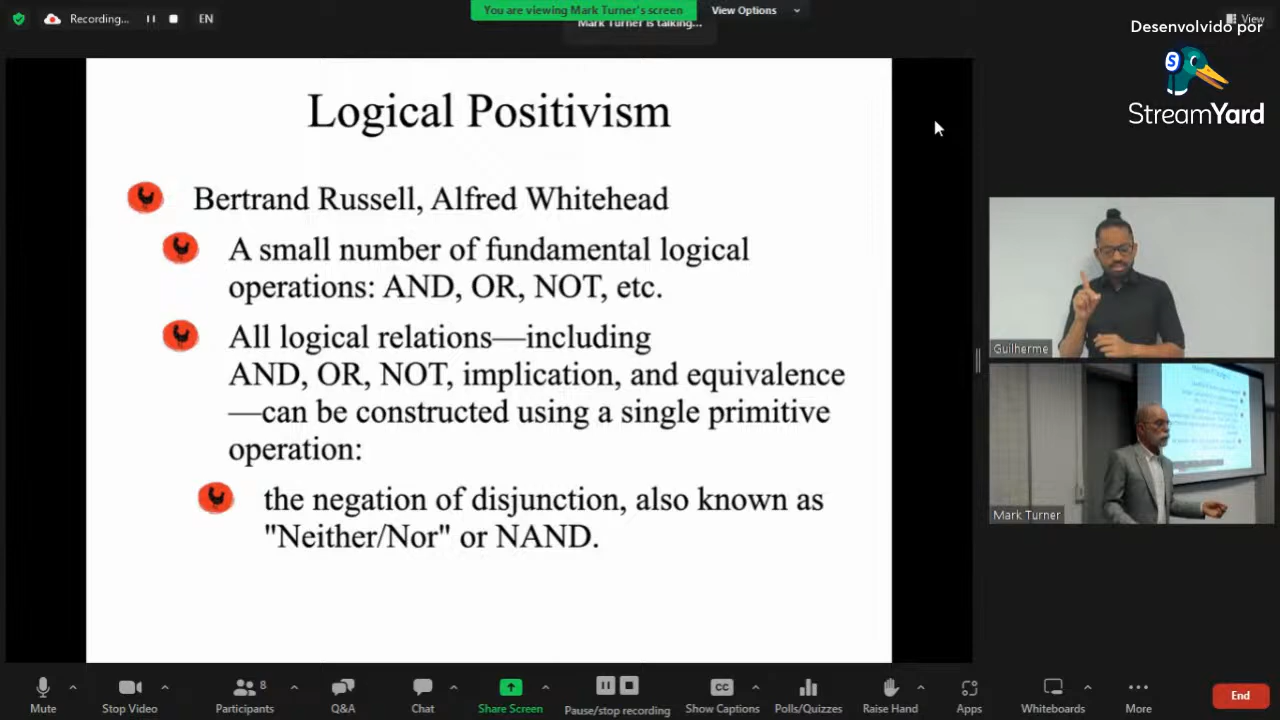 Recording...
EN
You are viewing Mark Turner's screen
View Options
Mark Turner is talking...
View
Desenvolvido por
S
StreamYard
Logical Positivism
Bertrand Russell, Alfred Whitehead
A small number of fundamental logical
operations: AND, OR, NOT, etc.
All logical relations—including
AND, OR, NOT, implication, and equivalence
—can be constructed using a single primitive
operation:
the negation of disjunction, also known as
"Neither/Nor" or NAND.
Guilherme
Mark Turner
Mute
Stop Video
8
Participants
Q&A
Chat
Share Screen
Pause/stop recording
CC
Show Captions
Polls/Quizzes
Raise Hand
Apps
Whiteboards
More
End